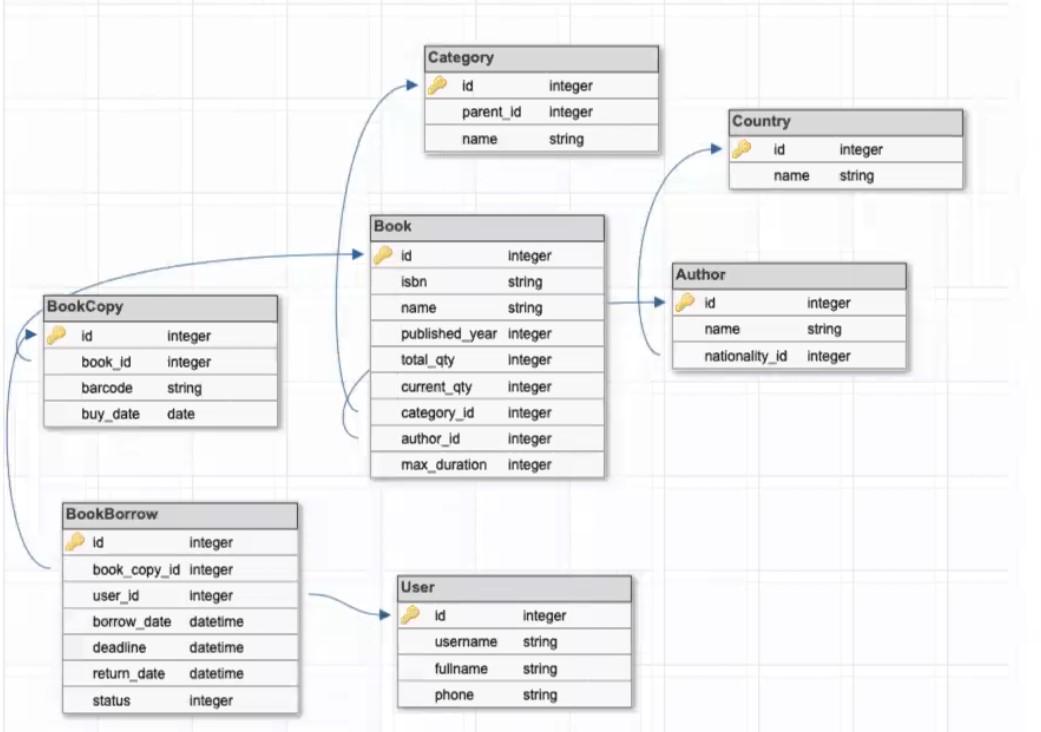 Category
id integer
parent_id integer
name string
Country
id integer
name string
Book
id integer
isbn string
name string
published_year integer
total_qty integer
current_qty integer
category_id integer
author_id integer
max_duration integer
Author
id integer
name string
nationality_id integer
BookCopy
id integer
book_id integer
barcode string
buy_date date
BookBorrow
id integer
book_copy_id integer
user_id integer
borrow_date datetime
deadline datetime
return_date datetime
status integer
User
id integer
username string
fullname string
phone string